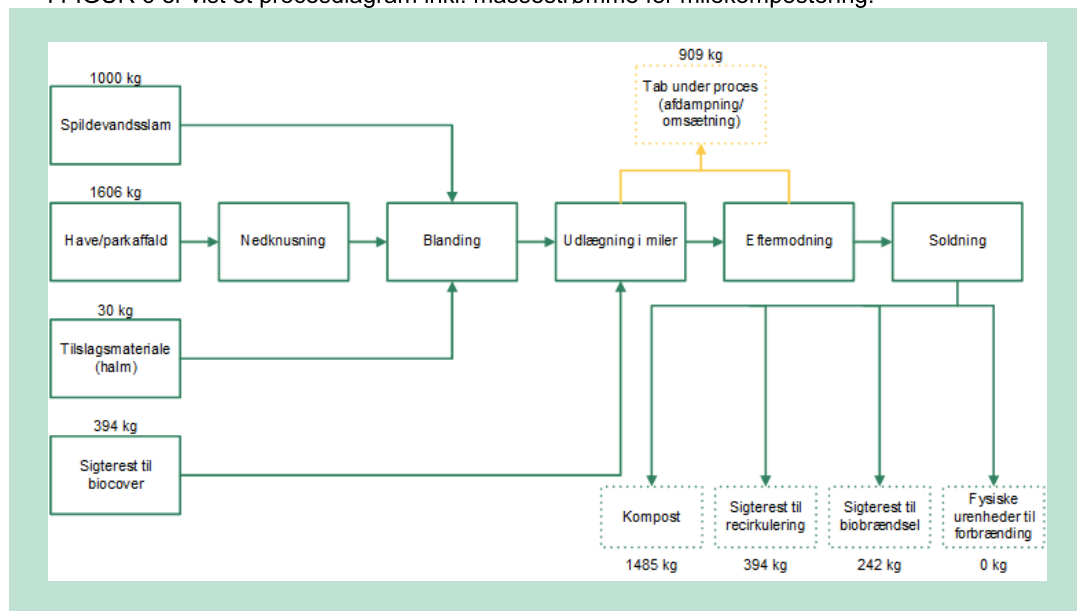 1000 kg
Spildevandsslam
1606 kg
Have/parkaffald
Nedknusning
Blanding
Udlægning i miler
Eftermodning
Soldning
909 kg
Tab under proces
(afdampning/
omsætning)
30 kg
Tilslagsmateriale
(halm)
394 kg
Sigterest til
biocover
Kompost
1485 kg
Sigterest til
recirkulering
394 kg
Sigterest til
biobrændsel
242 kg
Fysiske
urenheder til
forbrænding
0 kg